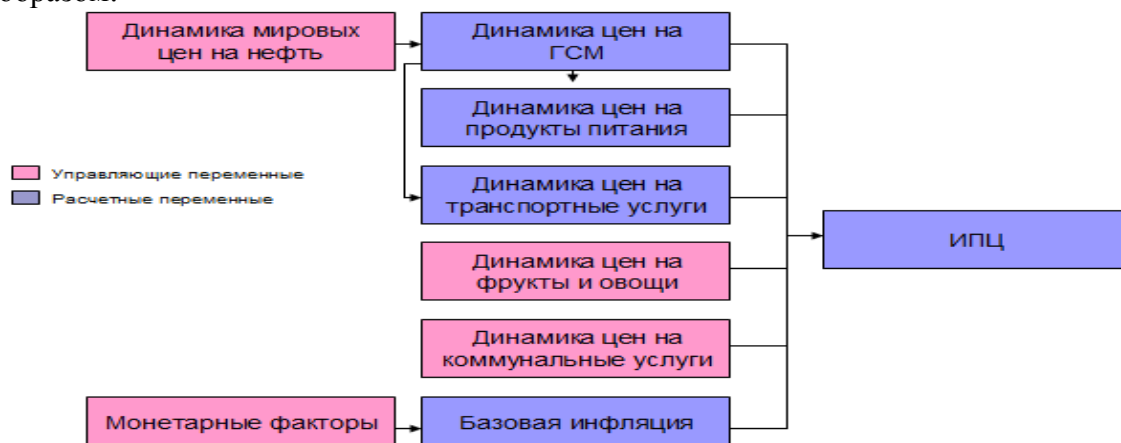 образом.
Динамика мировых
цен на нефть
Динамика цен на
ГСМ
Динамика цен на
продукты питания
Управляющие переменные
Расчетные переменные
Динамика цен на
транспортные услуги
ИПЦ
Динамика цен на
фрукты и овощи
Динамика цен на
коммунальные услуги
Монетарные факторы
Базовая инфляция